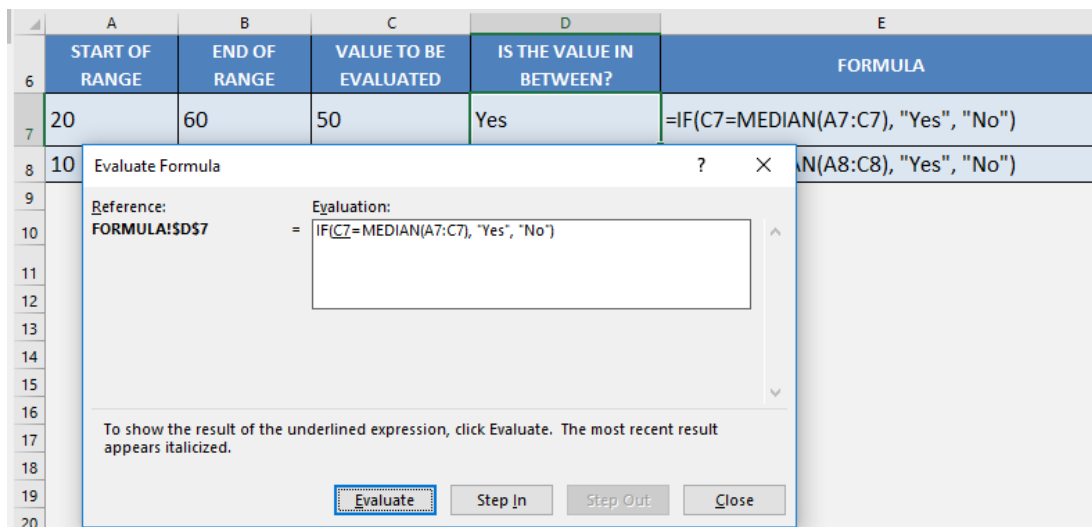 A B C D E
6 START OF RANGE END OF RANGE VALUE TO BE EVALUATED IS THE VALUE IN BETWEEN? FORMULA
7 20 60 50 Yes =IF(C7=MEDIAN(A7:C7), "Yes", "No")
8 10 AN(A8:C8), "Yes", "No")
9
10
11
12
13
14
15
16
17
18
19
20
Evaluate Formula ? ×
Reference: Evaluation:
FORMULA!$D$7 = IF(C7=MEDIAN(A7:C7), "Yes", "No")
To show the result of the underlined expression, click Evaluate. The most recent result
appears italicized.
Evaluate Step In Step Out Close